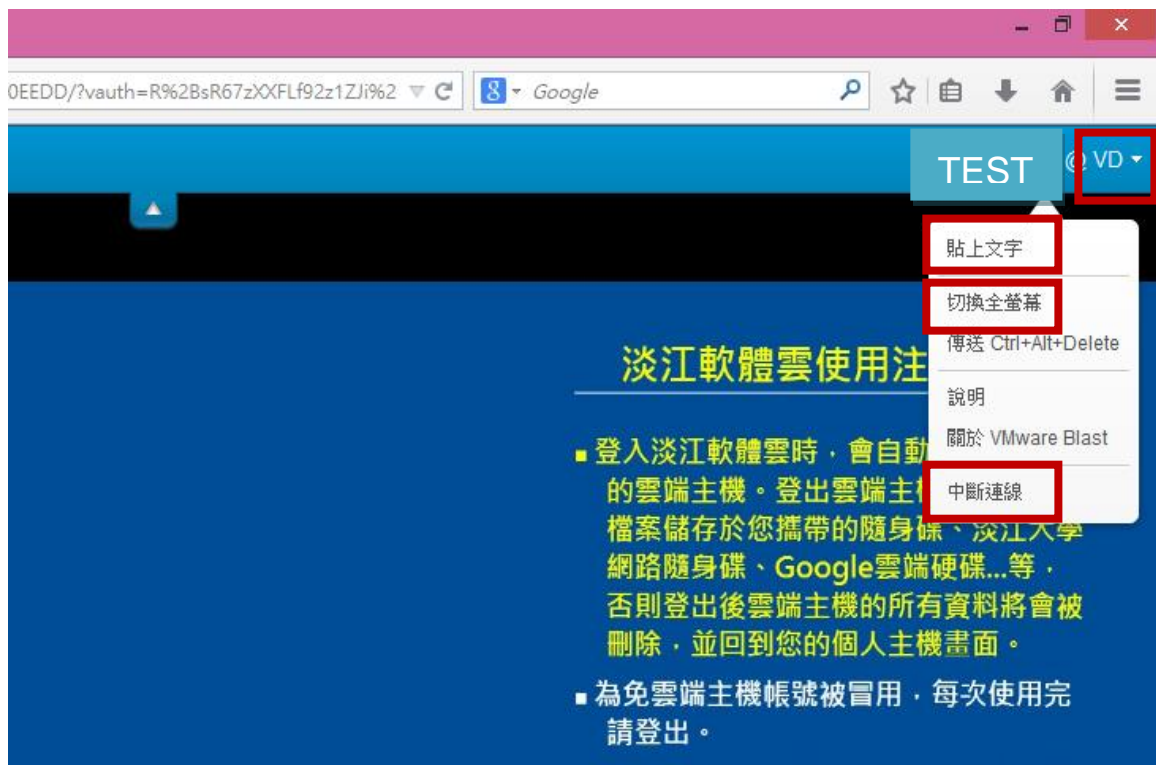 0EEDD/?vauth=R%2BsR67zXXFLf92z1ZJi%2
Google
TEST @ VD
貼上文字
切換全螢幕
傳送 Ctrl+Alt+Delete
說明
關於 VMware Blast
中斷連線
淡江軟體雲使用注
登入淡江軟體雲時,會自動
的雲端主機。登出雲端主
檔案儲存於您攜帶的隨身碟、淡江大學
網路隨身碟、Google雲端硬碟...等,
否則登出後雲端主機的所有資料將會被
刪除,並回到您的個人主機畫面。
為免雲端主機帳號被冒用,每次使用完
請登出。